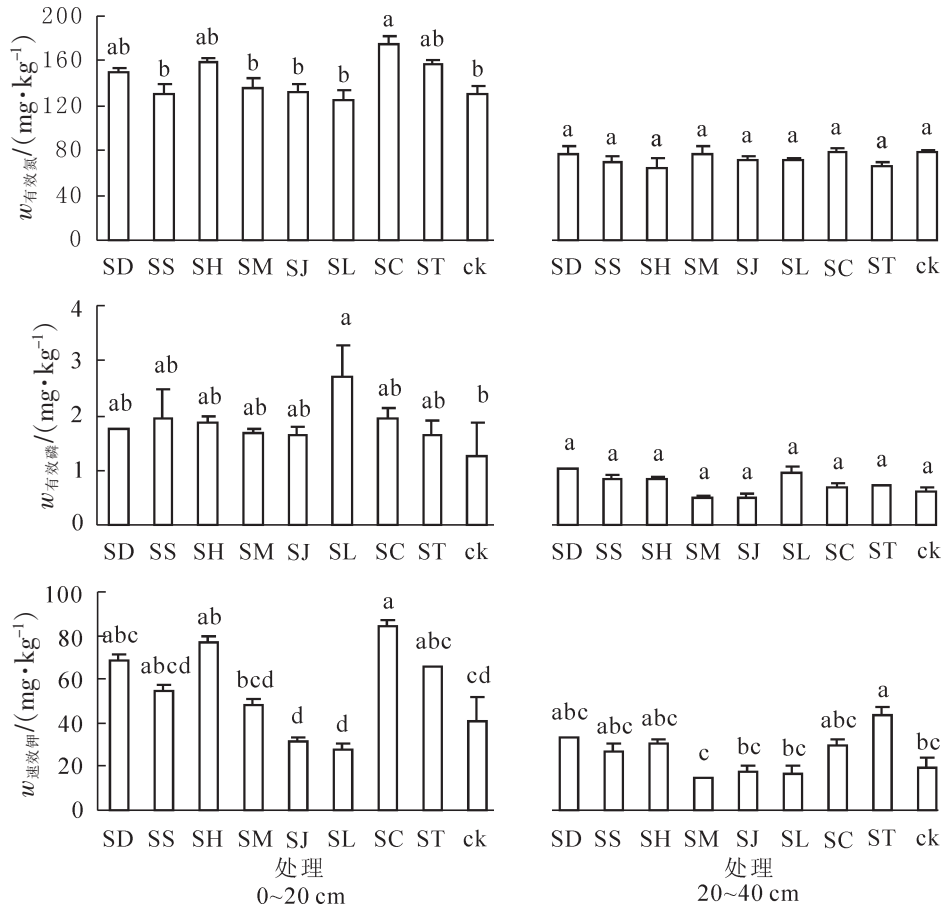 200
160
120
80
40
0
w有效氮/(mg·kg⁻¹)
ab b ab b b b a ab b
SD SS SH SM SJ SL SC ST ck
a a a a a a a a a
SD SS SH SM SJ SL SC ST ck
4
3
2
1
0
w有效磷/(mg·kg⁻¹)
ab ab ab ab ab a ab ab b
SD SS SH SM SJ SL SC ST ck
a a a a a a a a a
SD SS SH SM SJ SL SC ST ck
100
80
60
40
20
0
w速效钾/(mg·kg⁻¹)
abc abcd ab bcd d d a abc cd
SD SS SH SM SJ SL SC ST ck
处理
0~20 cm
abc abc abc c bc bc abc a bc
SD SS SH SM SJ SL SC ST ck
处理
20~40 cm